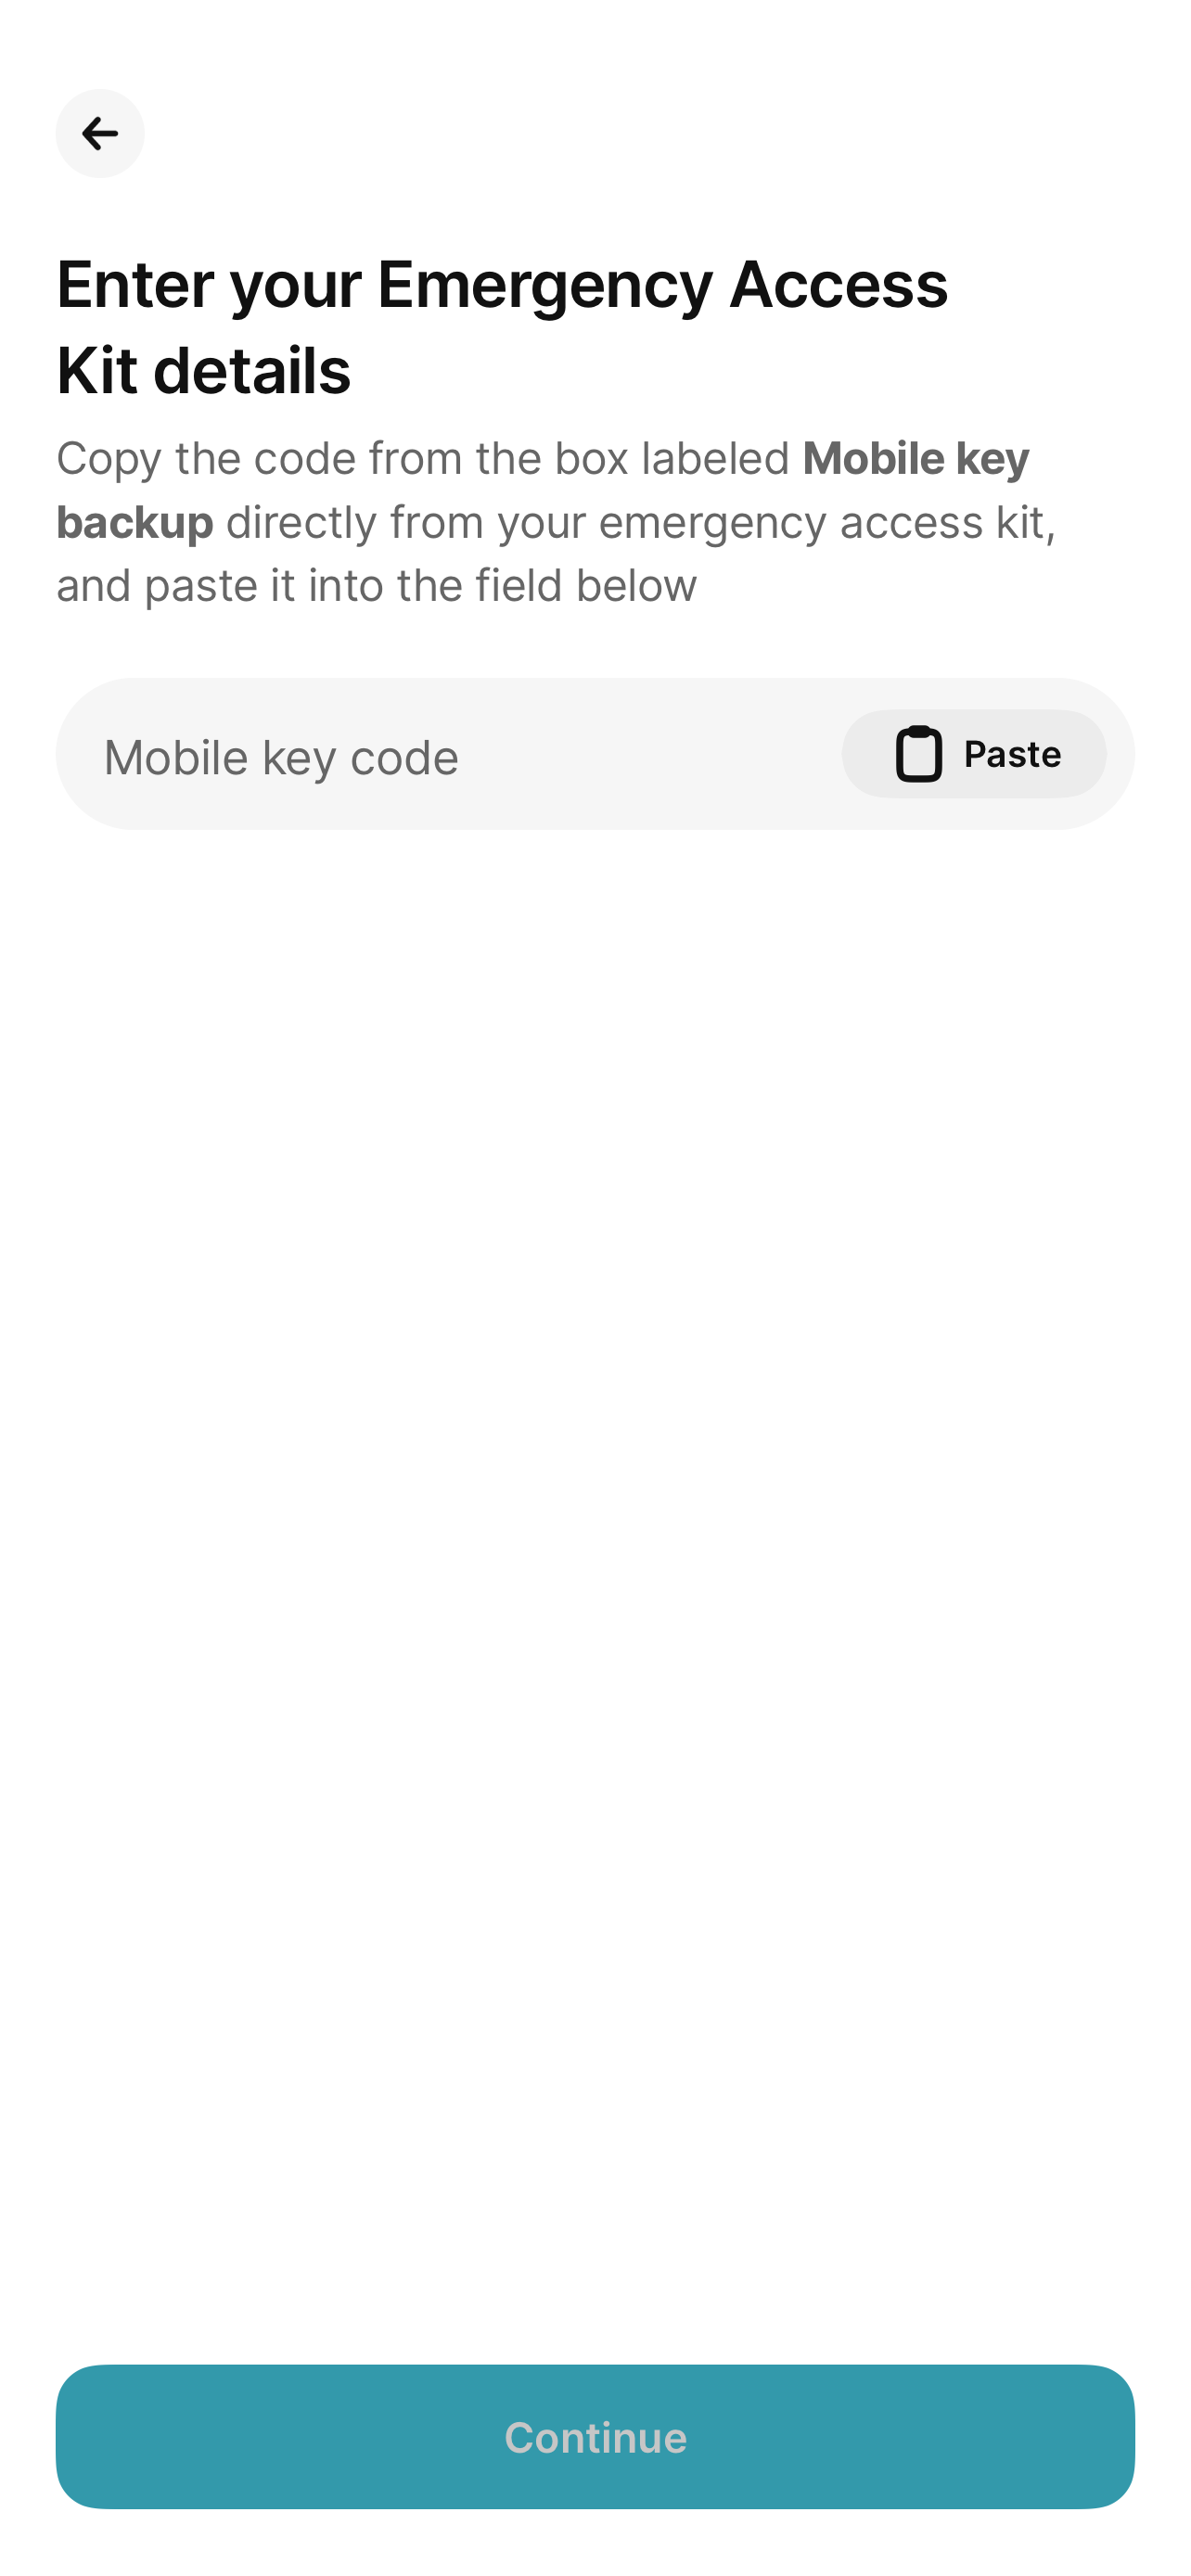 Enter your Emergency Access
Kit details
Copy the code from the box labeled Mobile key
backup directly from your emergency access kit,
and paste it into the field below
Mobile key code
Paste
Continue